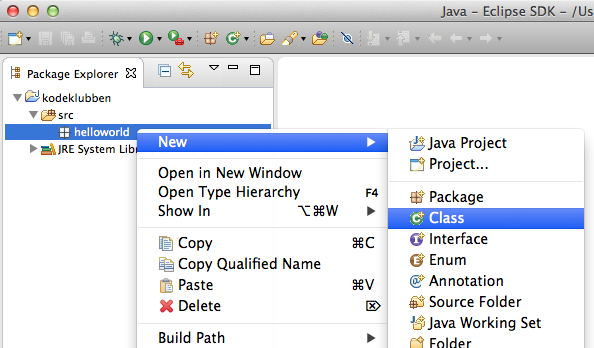 Java – Eclipse SDK – /Us
Package Explorer
kodeklubben
src
helloworld
JRE System Libr
New
Open in New Window
Open Type Hierarchy F4
Show In ⌥⌘W
Copy ⌘C
Copy Qualified Name
Paste ⌘V
Delete ⌦
Build Path
Java Project
Project...
Package
Class
Interface
Enum
Annotation
Source Folder
Java Working Set
Folder